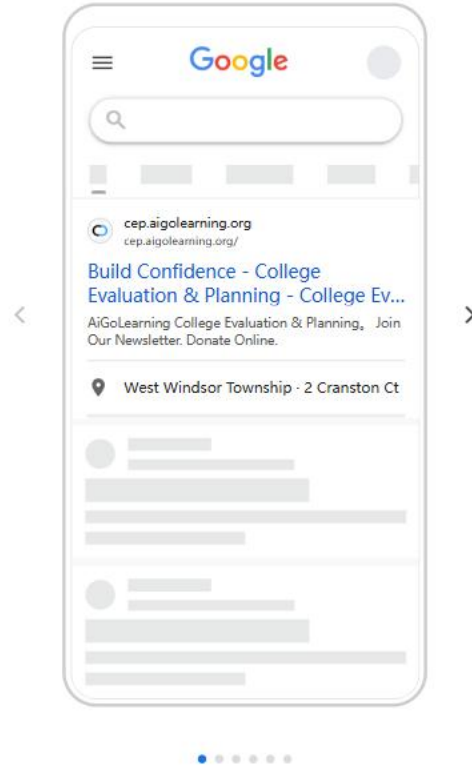 Google
cep.aigolearning.org
cep.aigolearning.org/
Build Confidence - College
Evaluation & Planning - College Ev...
AiGoLearning College Evaluation & Planning。 Join
Our Newsletter. Donate Online.
West Windsor Township · 2 Cranston Ct